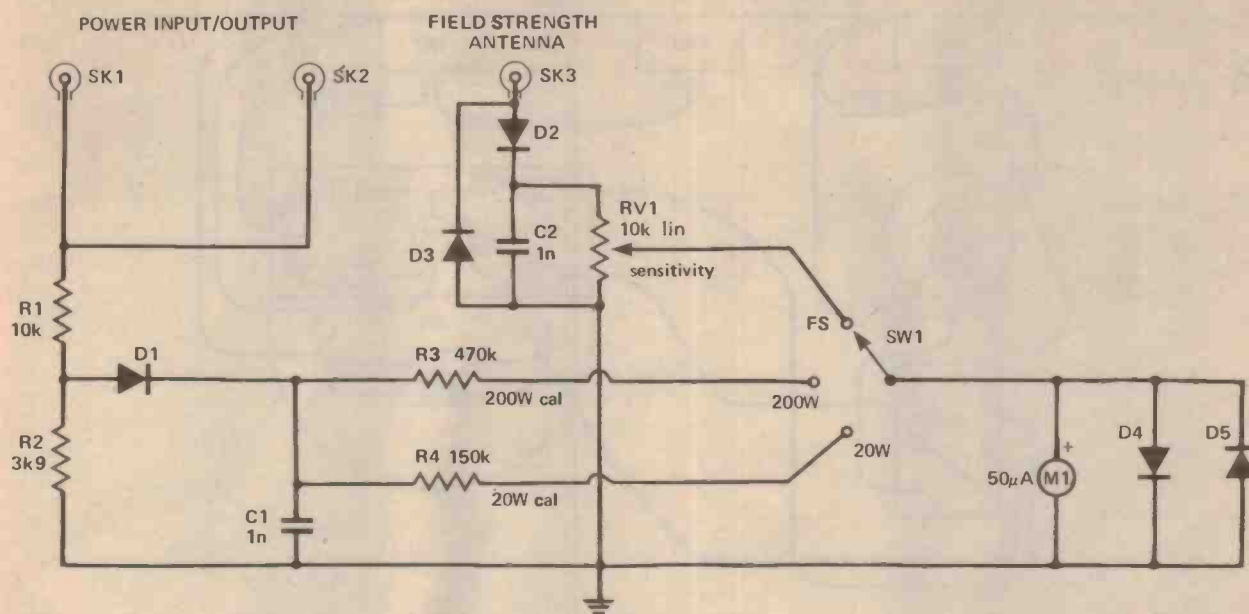 POWER INPUT/OUTPUT
FIELD STRENGTH
ANTENNA
SK1
SK2
SK3
D2
RV1
10k lin
sensitivity
C2
1n
D3
R1
10k
D1
R3 470k
200W cal
FS
SW1
200W
20W
R2
3k9
R4 150k
20W cal
C1
1n
50µA
M1
+
D4
D5